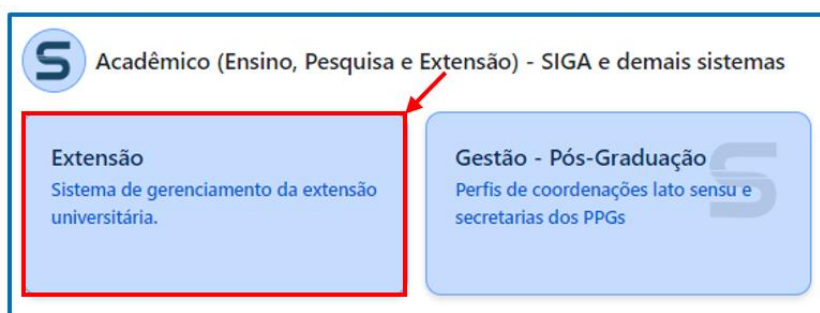 S Acadêmico (Ensino, Pesquisa e Extensão) - SIGA e demais sistemas
Extensão
Sistema de gerenciamento da extensão
universitária.
Gestão - Pós-Graduação
Perfis de coordenações lato sensu e
secretarias dos PPGs
S